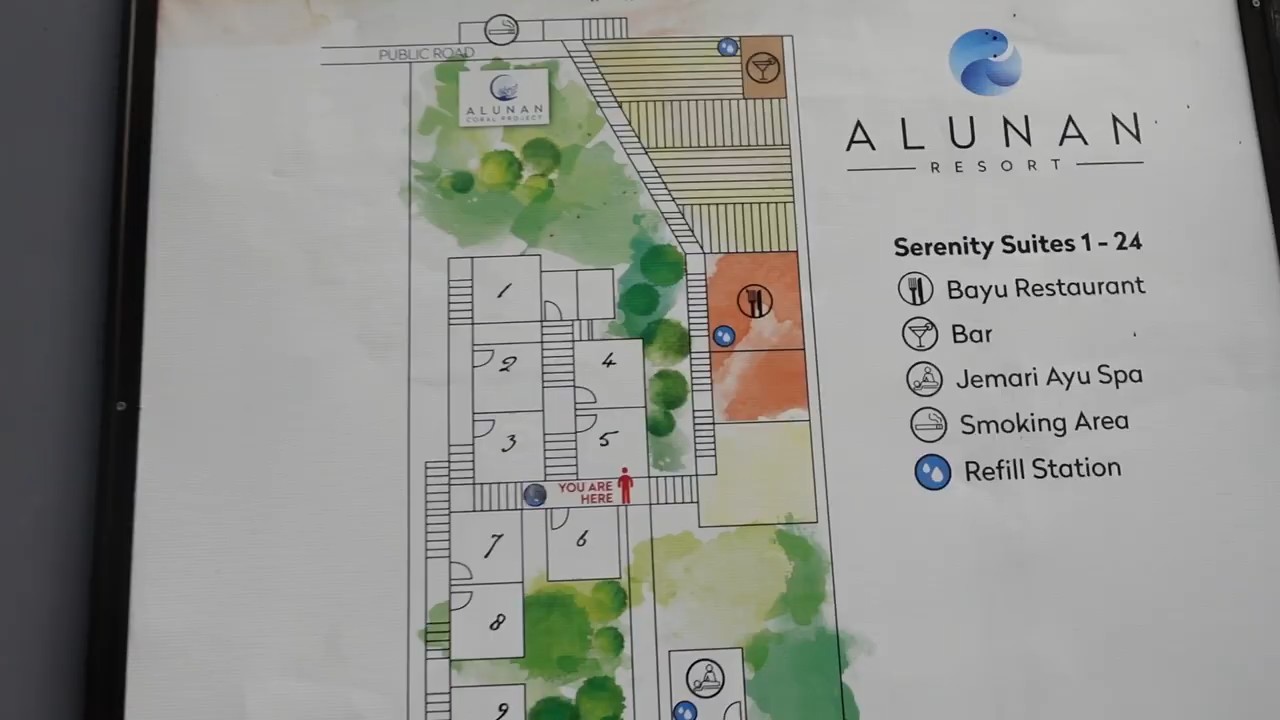 PUBLIC ROAD
ALUNAN
CORAL PROJECT
1
2
4
3
5
YOU ARE
HERE
7
6
8
9
ALUNAN
RESORT
Serenity Suites 1 - 24
Bayu Restaurant
Bar
Jemari Ayu Spa
Smoking Area
Refill Station